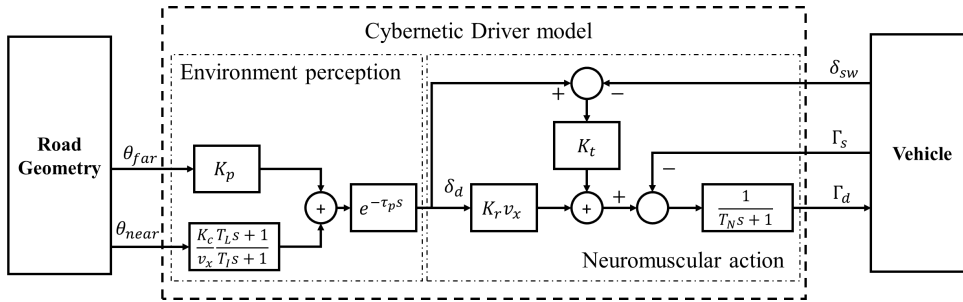 Cybernetic Driver model
Environment perception
δ_sw
+
−
Road
Geometry
θ_far
K_p
K_t
Γ_s
Vehicle
−
δ_d
+
e^{−τ_p s}
K_r v_x
+
+
1 / (T_N s + 1)
Γ_d
θ_near
K_c / v_x (T_L s + 1) / (T_I s + 1)
Neuromuscular action